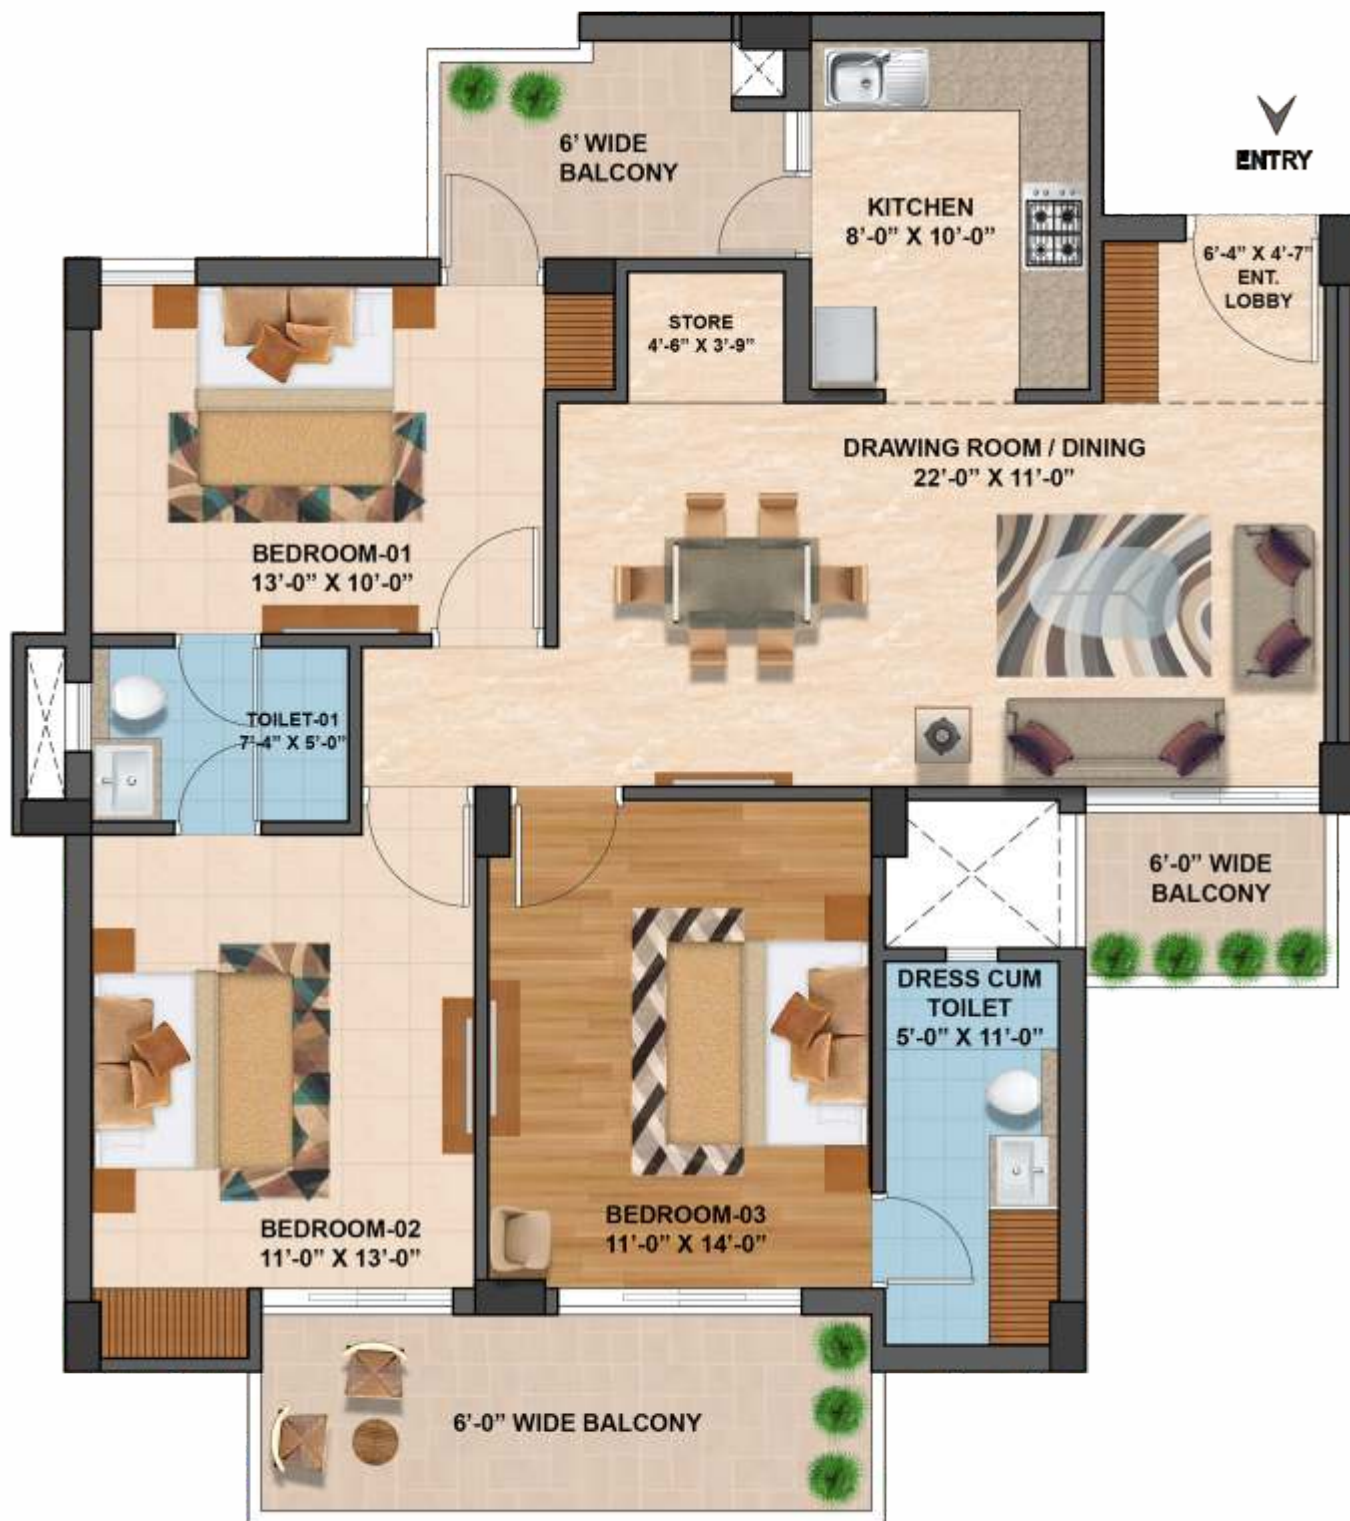 6’ WIDE
BALCONY
ENTRY
KITCHEN
8’-0” X 10’-0”
6’-4” X 4’-7”
ENT.
LOBBY
STORE
4’-6” X 3’-9”
DRAWING ROOM / DINING
22’-0” X 11’-0”
BEDROOM-01
13’-0” X 10’-0”
TOILET-01
7’-4” X 5’-0”
6’-0” WIDE
BALCONY
DRESS CUM
TOILET
5’-0” X 11’-0”
BEDROOM-02
11’-0” X 13’-0”
BEDROOM-03
11’-0” X 14’-0”
6’-0” WIDE BALCONY